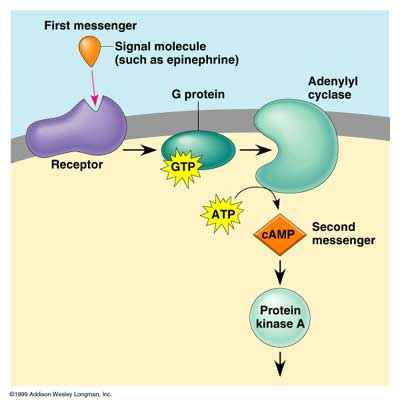 First messenger
Signal molecule
(such as epinephrine)
Adenylyl
cyclase
G protein
GTP
Receptor
ATP
cAMP
Second
messenger
Protein
kinase A
©1999 Addison Wesley Longman, Inc.